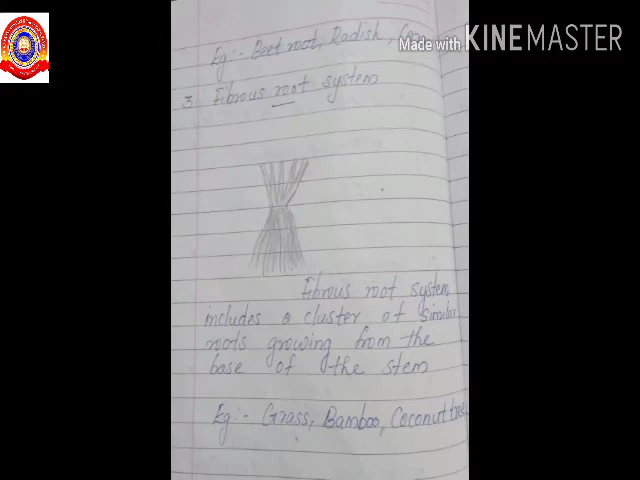 Eg:- Beet root, Radish,
Made with KINEMASTER
3 Fibrous root system
Fibrous root system
includes a cluster of similar
roots growing from the
base of the stem
Eg:- Grass, Bamboo, Coconut tree